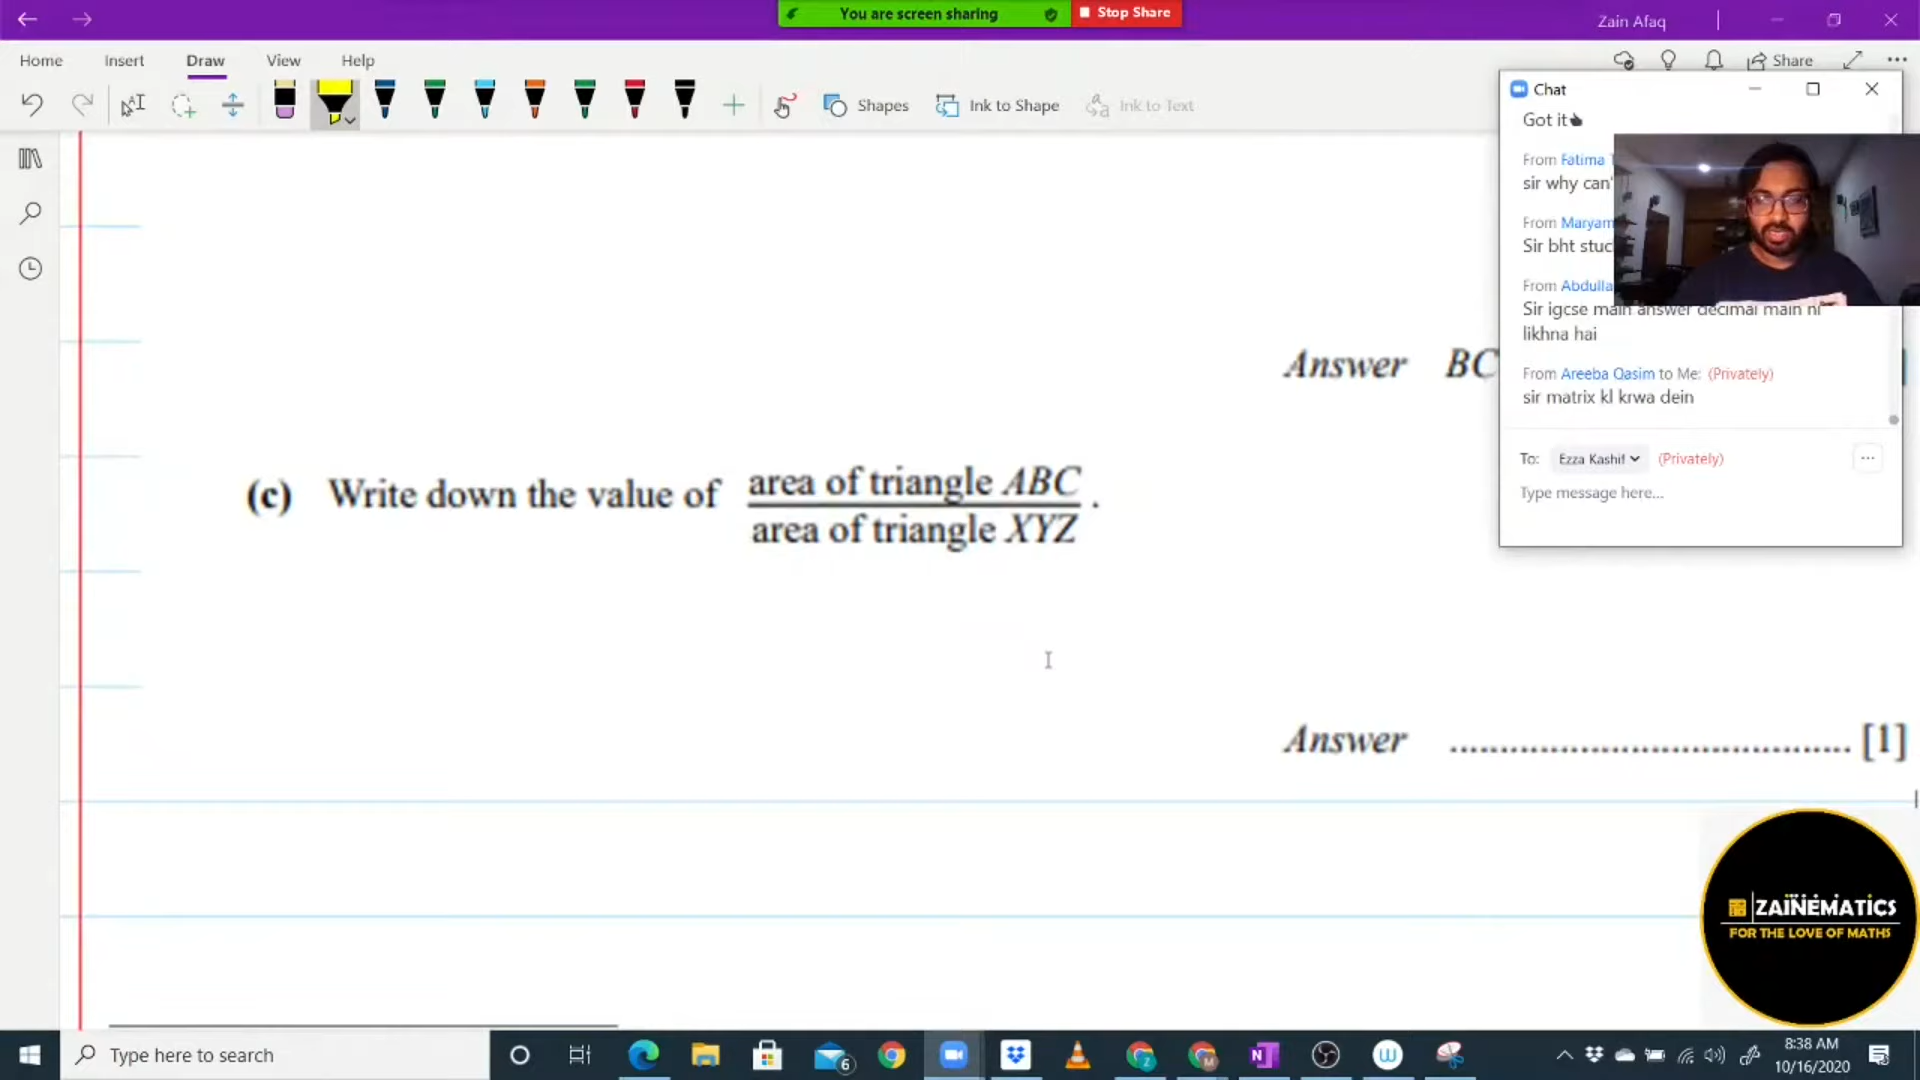 You are screen sharing
Stop Share
Zain Afaq
Home Insert Draw View Help
Share
Shapes Ink to Shape Ink to Text
Chat
Got it
From Fatima
sir why can'
From Maryam
Sir bht stuc
From Abdulla
Sir igcse main answer decimal main
likhna hai
From Areeba Qasim to Me: (Privately)
sir matrix kl krwa dein
To: Ezza Kashif (Privately)
Type message here...
Answer BC
(c) Write down the value of area of triangle ABC
area of triangle XYZ .
Answer ........................................ [1]
ZAINEMATICS
FOR THE LOVE OF MATHS
Type here to search
6
8:38 AM
10/16/2020